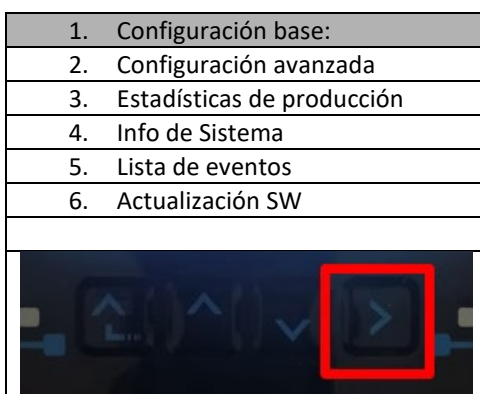 1. Configuración base:
2. Configuración avanzada
3. Estadísticas de producción
4. Info de Sistema
5. Lista de eventos
6. Actualización SW